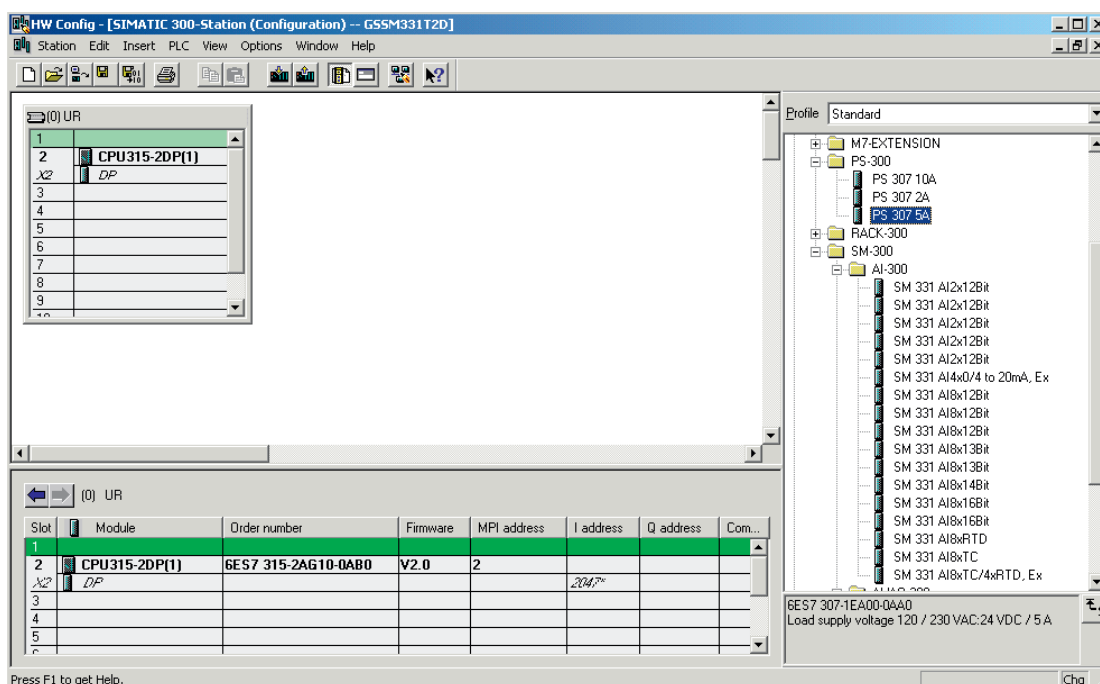 HW Config - [SIMATIC 300-Station (Configuration) -- GSSM331T2D]
Station Edit Insert PLC View Options Window Help
(0) UR
1
2 CPU315-2DP(1)
X2 DP
3
4
5
6
7
8
9
10
Profile Standard
M7-EXTENSION
PS-300
PS 307 10A
PS 307 2A
PS 307 5A
RACK-300
SM-300
AI-300
SM 331 AI2x12Bit
SM 331 AI2x12Bit
SM 331 AI2x12Bit
SM 331 AI2x12Bit
SM 331 AI2x12Bit
SM 331 AI4x0/4 to 20mA, Ex
SM 331 AI8x12Bit
SM 331 AI8x12Bit
SM 331 AI8x12Bit
SM 331 AI8x13Bit
SM 331 AI8x13Bit
SM 331 AI8x14Bit
SM 331 AI8x16Bit
SM 331 AI8x16Bit
SM 331 AI8xRTD
SM 331 AI8xTC
SM 331 AI8xTC/4xRTD, Ex
(0) UR
Slot Module Order number Firmware MPI address I address Q address Com...
1
2 CPU315-2DP(1) 6ES7 315-2AG10-0AB0 V2.0 2
X2 DP 2047*
3
4
5
6ES7 307-1EA00-0AA0
Load supply voltage 120 / 230 VAC:24 VDC / 5 A
Press F1 to get Help.
Chg